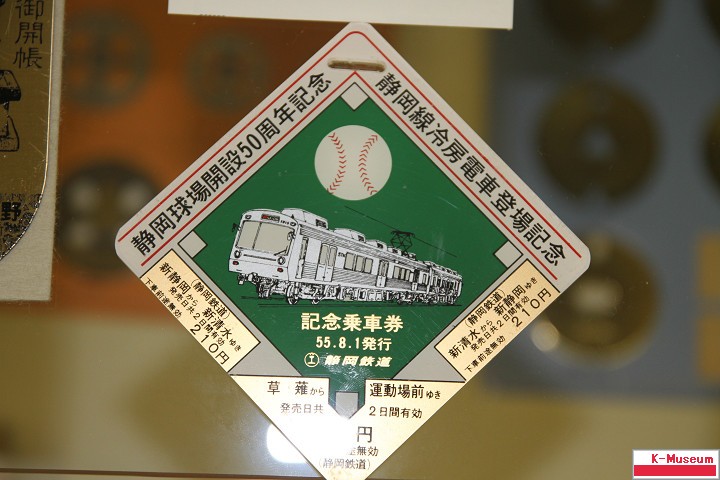 御開帳
野
静岡球場開設50周年記念
静岡線冷房電車登場記念
記念乗車券
55.8.1発行
静岡鉄道
(静岡鉄道)
新静岡から新清水ゆき
発売日共2日間有効
下車前途無効
210円
(静岡鉄道)
新清水から新静岡ゆき
発売日共2日間有効
下車前途無効
210円
草薙から 運動場前ゆき
発売日共 2日間有効
円
無効
(静岡鉄道)
K-Museum